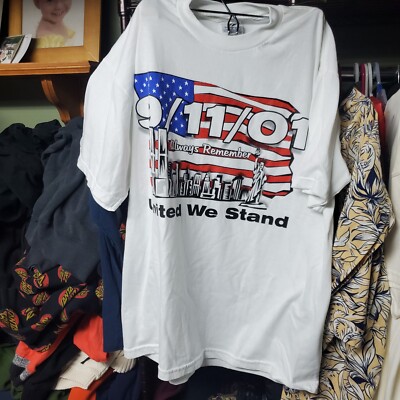 9/11/01
Always Remember
United We Stand